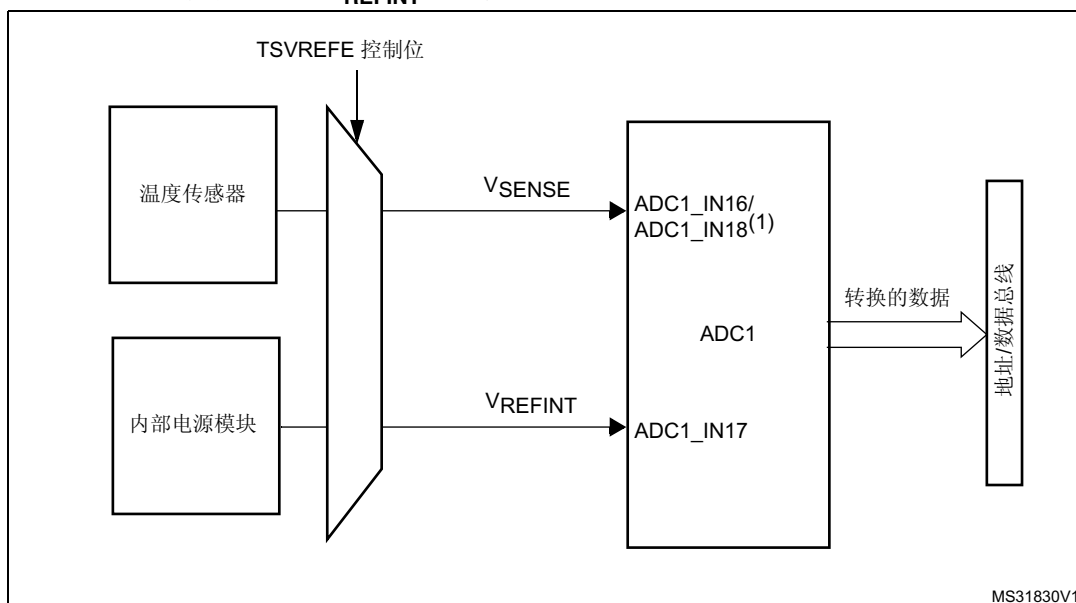 REFINT
TSVREFE 控制位
温度传感器
VSENSE
ADC1_IN16/
ADC1_IN18(1)
转换的数据
地址/数据总线
ADC1
内部电源模块
VREFINT
ADC1_IN17
MS31830V1